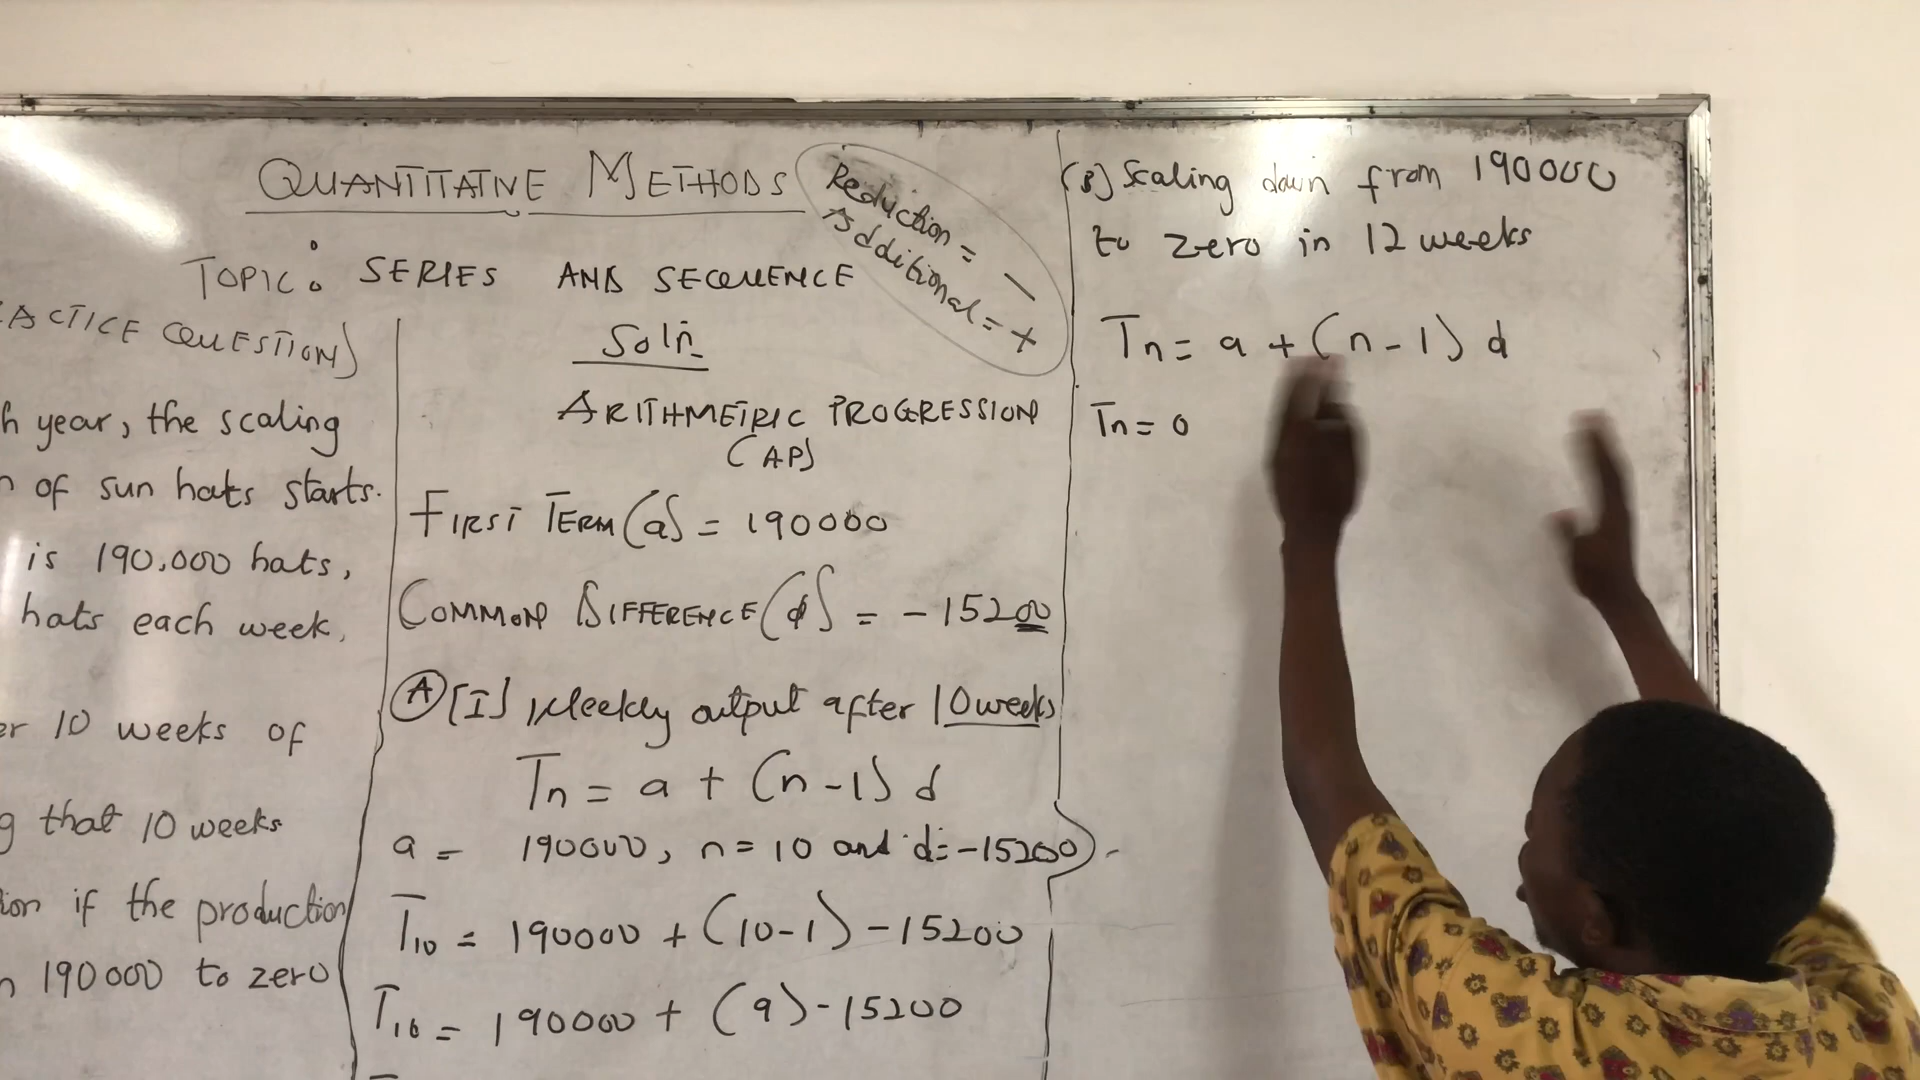 QUANTITATIVE METHODS
Reduction = -
Additional = +
TOPIC: SERIES AND SEQUENCE
ACTICE QUESTION)
h year, the scaling
n of sun hats starts.
is 190,000 hats,
hats each week,
er 10 weeks of
g that 10 weeks
ion if the production
n 190000 to zero
Soln
ARITHMETRIC PROGRESSION
(AP)
FIRST TERM (a) = 190000
COMMON DIFFERENCE (d) = -15200
(A) [I] Weekly output after 10 weeks
Tn = a + (n-1) d
a = 190000, n = 10 and d = -15200
T10 = 190000 + (10-1) - 15200
T10 = 190000 + (9) - 15200
(B) Scaling down from 190000
to zero in 12 weeks
Tn = a + (n-1) d
Tn = 0